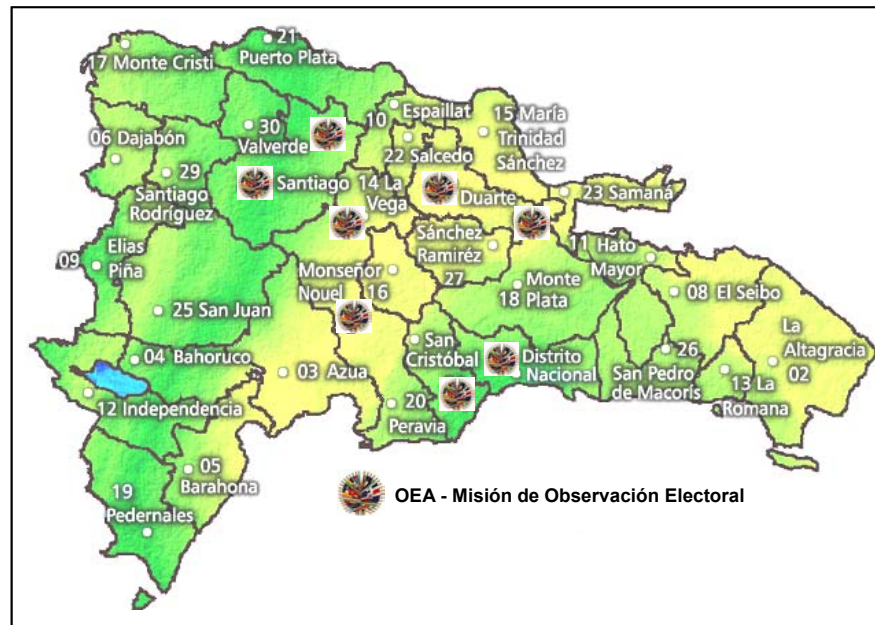 21
Puerto Plata
17 Monte Cristi
10
Espaillat
15 María
Trinidad
Sánchez
06 Dajabón
30
Valverde
22 Salcedo
29
Santiago
Rodríguez
Santiago
14 La
Vega
Duarte
23 Samaná
09
Elias
Piña
Sánchez
Ramiréz
27
11 Hato
Mayor
Monseñor
Nouel
16
Monte
18 Plata
08 El Seibo
25 San Juan
San
Cristóbal
La
Altagracia
02
04 Bahoruco
03 Azua
Distrito
Nacional
26
San Pedro
de Macorís
13 La
Romana
12 Independencia
20
Peravia
05
Barahona
19
Pedernales
OEA - Misión de Observación Electoral